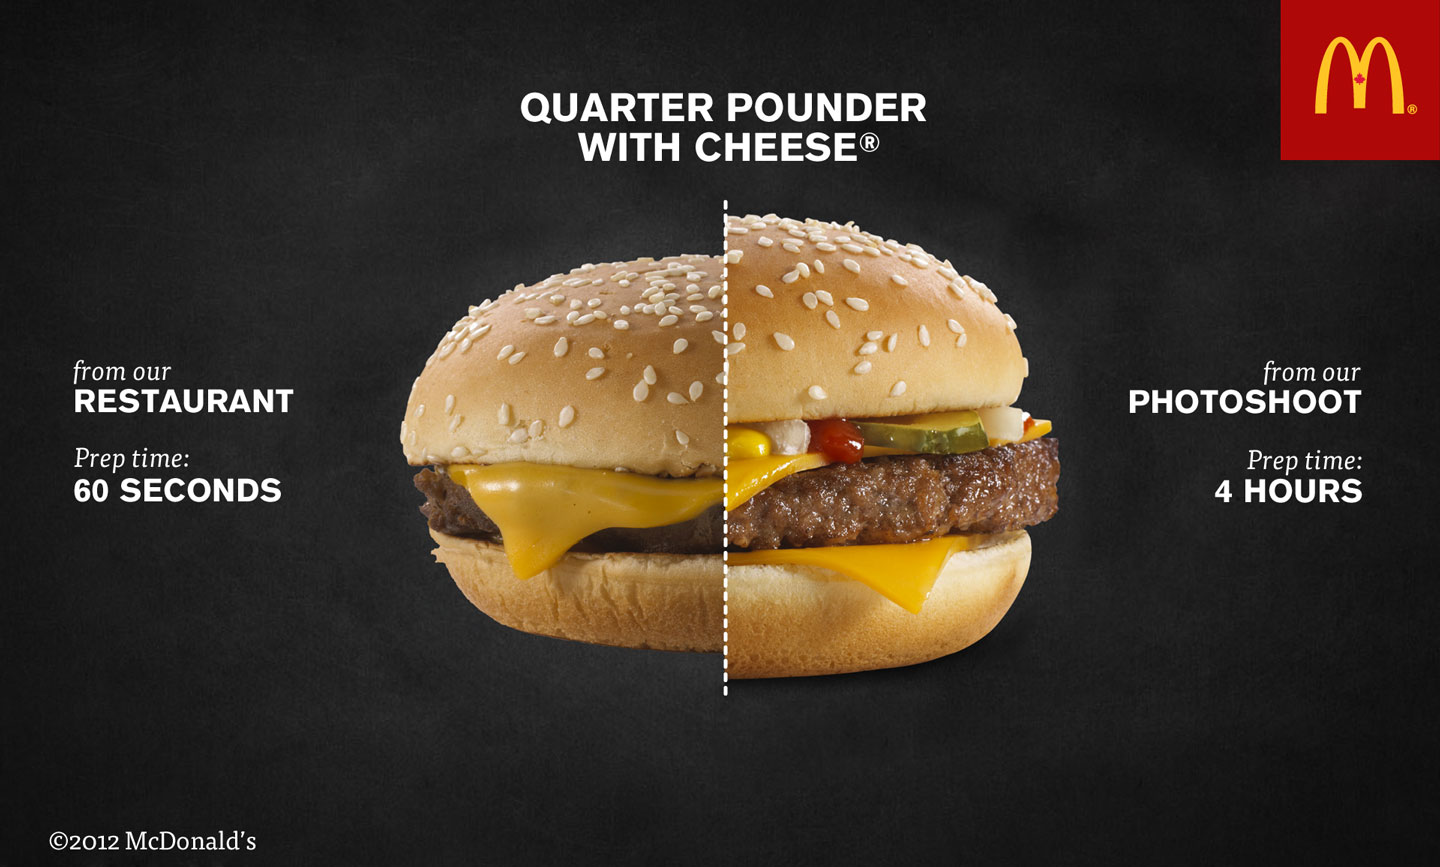 QUARTER POUNDER
WITH CHEESE®
from our
RESTAURANT
Prep time:
60 SECONDS
from our
PHOTOSHOOT
Prep time:
4 HOURS
®
©2012 McDonald's